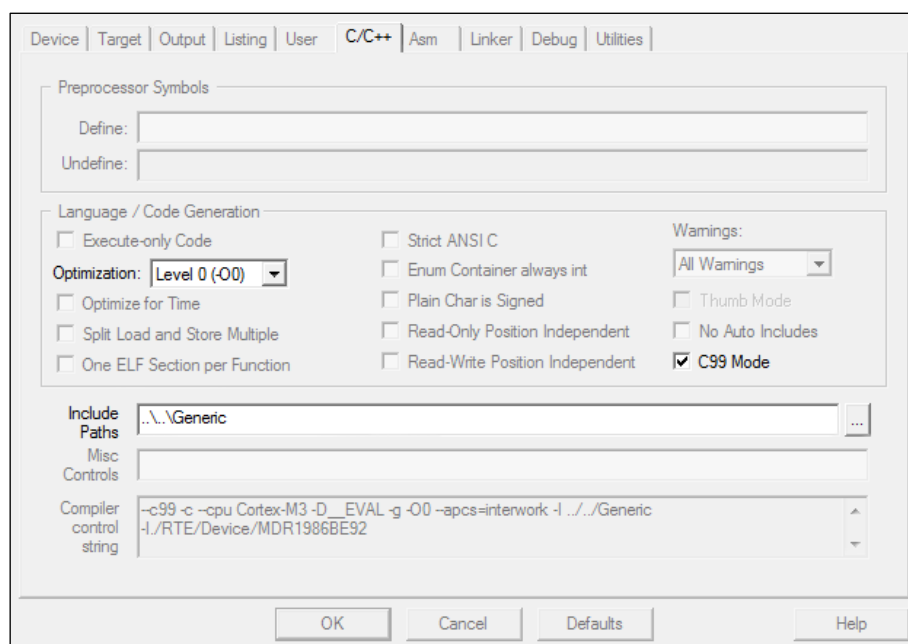 Device Target Output Listing User C/C++ Asm Linker Debug Utilities
Preprocessor Symbols
Define:
Undefine:
Language / Code Generation
Execute-only Code
Optimization: Level 0 (-O0)
Optimize for Time
Split Load and Store Multiple
One ELF Section per Function
Strict ANSI C
Enum Container always int
Plain Char is Signed
Read-Only Position Independent
Read-Write Position Independent
Warnings:
All Warnings
Thumb Mode
No Auto Includes
C99 Mode
Include
Paths
..\..\Generic
...
Misc
Controls
Compiler
control
string
--c99 -c --cpu Cortex-M3 -D__EVAL -g -O0 --apcs=interwork -I ../../Generic
-I./RTE/Device/MDR1986BE92
OK Cancel Defaults Help